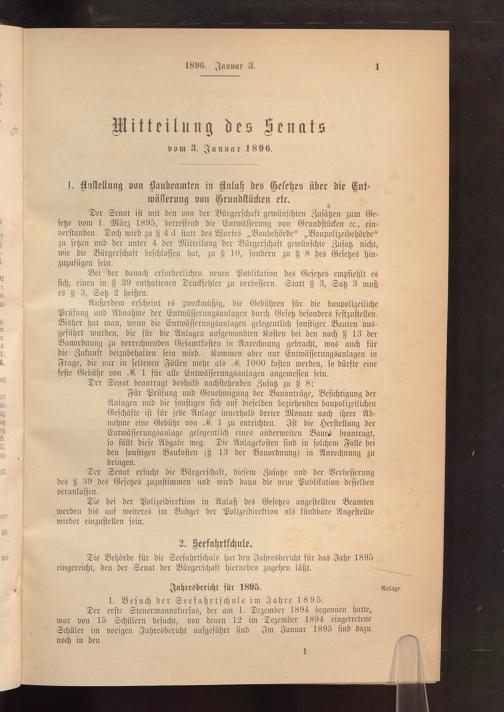 1896. Januar 3.
1
Mitteilung des Senats
vom 3. Januar 1896.
1. Anstellung von Baubeamten in Anlaß des Gesetzes über die Ent-
wässerung von Grundstücken etc.
Der Senat ist mit den von der Bürgerschaft gewünschten Zusätzen zum Ge-
setze vom 1. März 1895, betreffend die Entwässerung von Grundstücken ꝛc., ein-
verstanden. Doch wird zu § 4 d statt des Wortes „Baubehörde“ „Baupolizeibehörde“
zu setzen und der unter 4 der Mitteilung der Bürgerschaft gewünschte Zusatz nicht,
wie die Bürgerschaft beschlossen hat, zu § 10, sondern zu § 8 des Gesetzes hin-
zuzufügen sein.
Bei der danach erforderlichen neuen Publikation des Gesetzes empfiehlt es
sich, einen in § 39 enthaltenen Druckfehler zu verbessern. Statt § 3, Satz 3 muß
es § 3, Satz 2 heißen.
Außerdem erscheint es zweckmäßig, die Gebühren für die baupolizeiliche
Prüfung und Abnahme der Entwässerungsanlagen durch Gesetz besonders festzustellen.
Bisher hat man, wenn die Entwässerungsanlagen gelegentlich sonstiger Bauten aus-
geführt wurden, die für die Anlagen aufgewandten Kosten bei den nach § 13 der
Bauordnung zu verrechnenden Gesamtkosten in Anrechnung gebracht, was auch für
die Zukunft beizubehalten sein wird. Kommen aber nur Entwässerungsanlagen in
Frage, die nur in seltenen Fällen mehr als ℳ 1000 kosten werden, so dürfte eine
feste Gebühr von ℳ 1 für alle Entwässerungsanlagen angemessen sein.
Der Senat beantragt deshalb nachstehenden Zusatz zu § 8:
Für Prüfung und Genehmigung der Bauanträge, Besichtigung der
Anlagen und die sonstigen sich auf dieselben beziehenden baupolizeilichen
Geschäfte ist für jede Anlage innerhalb dreier Monate nach ihrer Ab-
nahme eine Gebühr von ℳ 1 zu entrichten. Ist die Herstellung der
Entwässerungsanlage gelegentlich eines anderweiten Baues beantragt,
so fällt diese Abgabe weg. Die Anlagekosten sind in solchem Falle bei
den sonstigen Baukosten (§ 13 der Bauordnung) in Anrechnung zu
bringen.
Der Senat ersucht die Bürgerschaft, diesem Zusatze und der Verbesserung
des § 39 des Gesetzes zuzustimmen und wird dann die neue Publikation desselben
veranlassen.
Die bei der Polizeidirektion in Anlaß des Gesetzes angestellten Beamten
werden bis auf weiteres im Budget der Polizeidirektion als kündbare Angestellte
wieder einzustellen sein.
2. Seefahrtschule.
Die Behörde für die Seefahrtschule hat den Jahresbericht für das Jahr 1895
eingereicht, den der Senat der Bürgerschaft hierneben zugehen läßt.
Jahresbericht für 1895.
Anlage.
1. Besuch der Seefahrtschule im Jahre 1895.
Der erste Steuermannskursus, der am 1. Dezember 1894 begonnen hatte,
war von 15 Schülern besucht, von denen 12 im Dezember 1894 eingetretene
Schüler im vorigen Jahresbericht aufgeführt sind. Im Januar 1895 sind dazu
noch in den
1